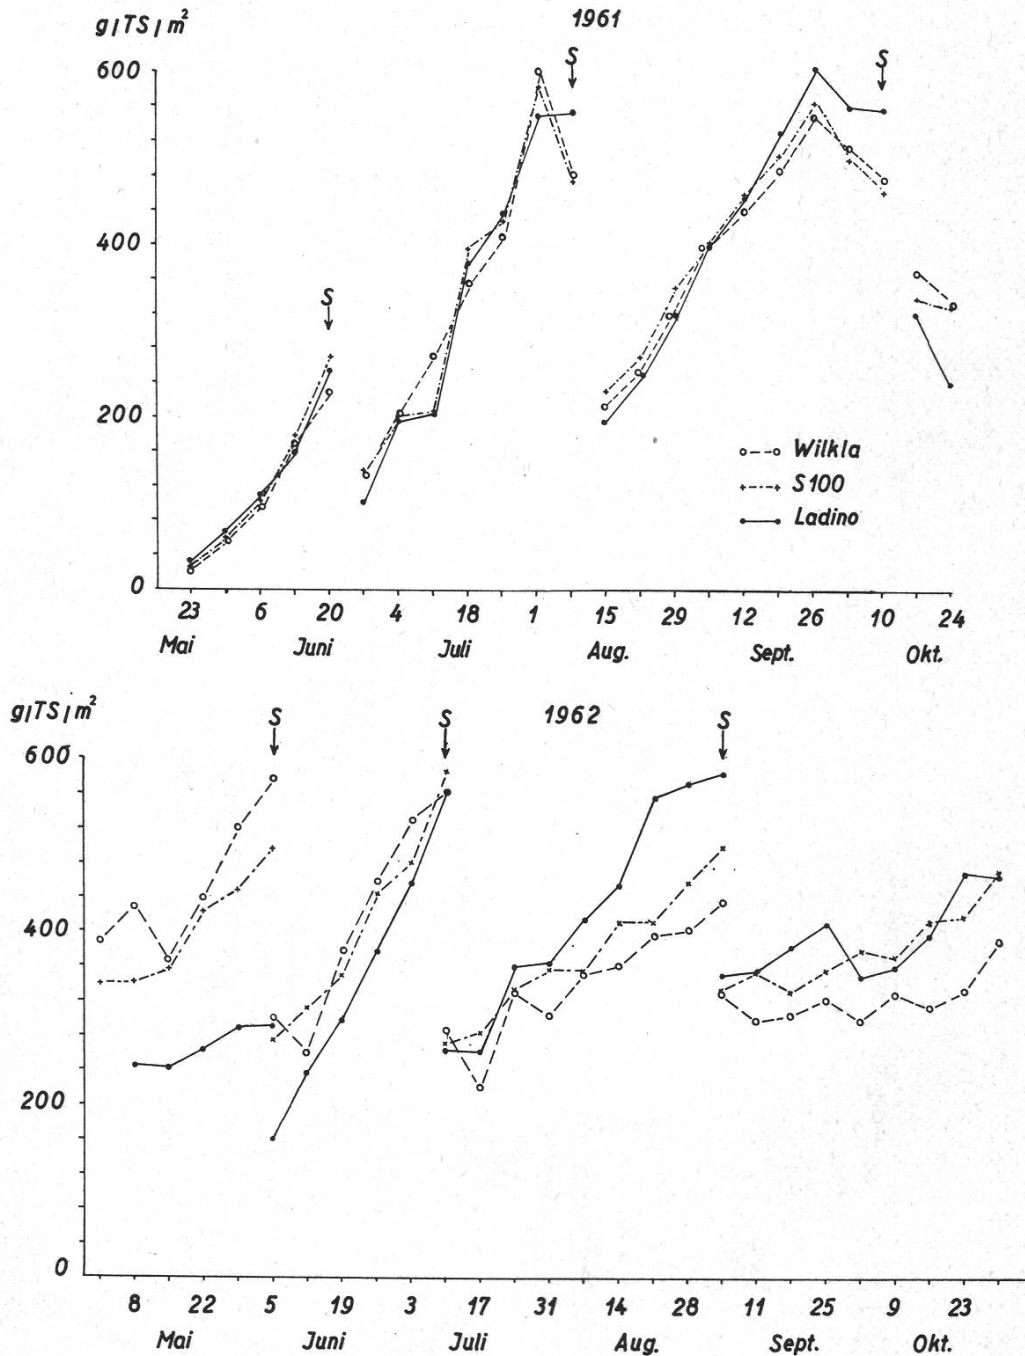 g/TS/m²
1961
600
S
S
400
S
200
o--o Wilkla
+-·-·-+ S100
•—• Ladino
0
23 6 20 4 18 1 15 29 12 26 10 24
Mai Juni Juli Aug. Sept. Okt.
g/TS/m²
1962
S
S
S
600
400
200
0
8 22 5 19 3 17 31 14 28 11 25 9 23
Mai Juni Juli Aug. Sept. Okt.